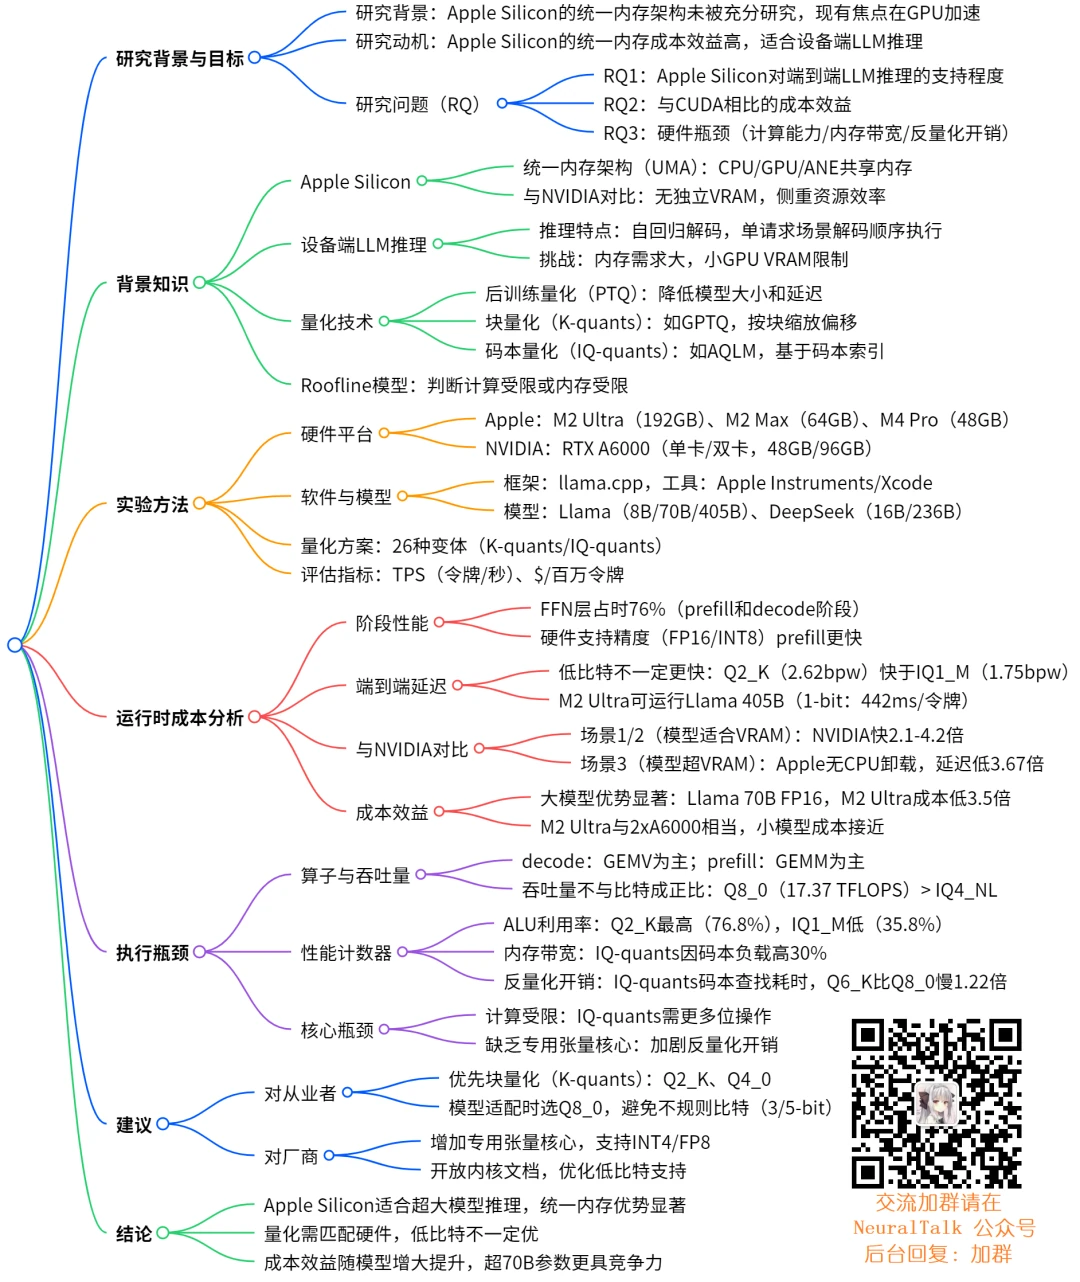 研究背景与目标
研究背景：Apple Silicon的统一内存架构未被充分研究，现有焦点在GPU加速
研究动机：Apple Silicon的统一内存成本效益高，适合设备端LLM推理
研究问题（RQ）
RQ1：Apple Silicon对端到端LLM推理的支持程度
RQ2：与CUDA相比的成本效益
RQ3：硬件瓶颈（计算能力/内存带宽/反量化开销）
背景知识
Apple Silicon
统一内存架构（UMA）：CPU/GPU/ANE共享内存
与NVIDIA对比：无独立VRAM，侧重资源效率
设备端LLM推理
推理特点：自回归解码，单请求场景解码顺序执行
挑战：内存需求大，小GPU VRAM限制
量化技术
后训练量化（PTQ）：降低模型大小和延迟
块量化（K-quants）：如GPTQ，按块缩放偏移
码本量化（IQ-quants）：如AQLM，基于码本索引
Roofline模型：判断计算受限或内存受限
实验方法
硬件平台
Apple：M2 Ultra（192GB）、M2 Max（64GB）、M4 Pro（48GB）
NVIDIA：RTX A6000（单卡/双卡，48GB/96GB）
软件与模型
框架：llama.cpp，工具：Apple Instruments/Xcode
模型：Llama（8B/70B/405B）、DeepSeek（16B/236B）
量化方案：26种变体（K-quants/IQ-quants）
评估指标：TPS（令牌/秒）、$/百万令牌
运行时成本分析
阶段性能
FFN层占时76%（prefill和decode阶段）
硬件支持精度（FP16/INT8）prefill更快
端到端延迟
低比特不一定更快：Q2_K（2.62bpw）快于IQ1_M（1.75bpw）
M2 Ultra可运行Llama 405B（1-bit：442ms/令牌）
与NVIDIA对比
场景1/2（模型适合VRAM）：NVIDIA快2.1-4.2倍
场景3（模型超VRAM）：Apple无CPU卸载，延迟低3.67倍
成本效益
大模型优势显著：Llama 70B FP16，M2 Ultra成本低3.5倍
M2 Ultra与2xA6000相当，小模型成本接近
执行瓶颈
算子与吞吐量
decode：GEMV为主；prefill：GEMM为主
吞吐量不与比特成正比：Q8_0（17.37 TFLOPS）> IQ4_NL
性能计数器
ALU利用率：Q2_K最高（76.8%），IQ1_M低（35.8%）
内存带宽：IQ-quants因码本负载高30%
反量化开销：IQ-quants码本查找耗时，Q6_K比Q8_0慢1.22倍
核心瓶颈
计算受限：IQ-quants需更多位操作
缺乏专用张量核心：加剧反量化开销
建议
对从业者
优先块量化（K-quants）：Q2_K、Q4_0
模型适配时选Q8_0，避免不规则比特（3/5-bit）
对厂商
增加专用张量核心，支持INT4/FP8
开放内核文档，优化低比特支持
结论
Apple Silicon适合超大模型推理，统一内存优势显著
量化需匹配硬件，低比特不一定优
成本效益随模型增大提升，超70B参数更具竞争力
交流加群请在
NeuralTalk 公众号
后台回复：加群